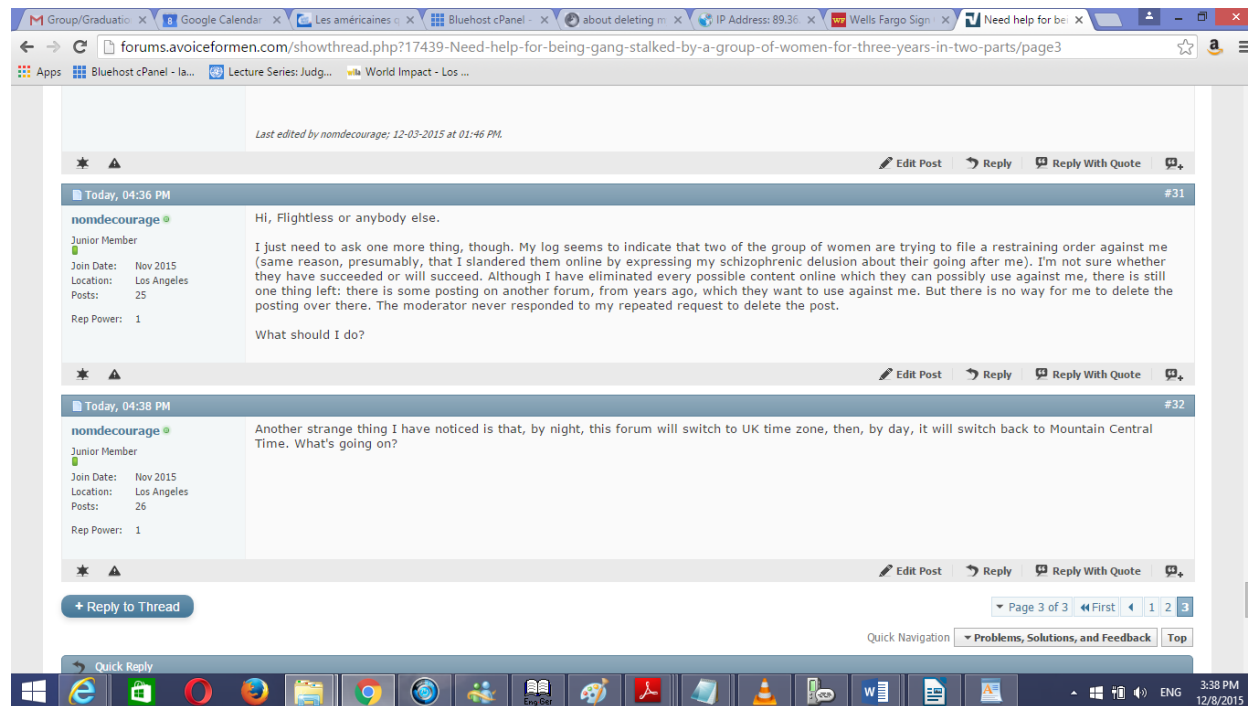 Group/Graduatio
Google Calendar
Les américaines q
Bluehost cPanel -
about deleting m
IP Address: 89.36
Wells Fargo Sign
Need help for bei
forums.avoiceformen.com/showthread.php?17439-Need-help-for-being-gang-stalked-by-a-group-of-women-for-three-years-in-two-parts/page3
Apps Bluehost cPanel - la... Lecture Series: Judg... World Impact - Los ...
Last edited by nomdecourage; 12-03-2015 at 01:46 PM.
Edit Post Reply Reply With Quote
Today, 04:36 PM #31
nomdecourage
Junior Member
Join Date: Nov 2015
Location: Los Angeles
Posts: 25
Rep Power: 1
Hi, Flightless or anybody else.
I just need to ask one more thing, though. My log seems to indicate that two of the group of women are trying to file a restraining order against me
(same reason, presumably, that I slandered them online by expressing my schizophrenic delusion about their going after me). I'm not sure whether
they have succeeded or will succeed. Although I have eliminated every possible content online which they can possibly use against me, there is still
one thing left: there is some posting on another forum, from years ago, which they want to use against me. But there is no way for me to delete the
posting over there. The moderator never responded to my repeated request to delete the post.
What should I do?
Edit Post Reply Reply With Quote
Today, 04:38 PM #32
nomdecourage
Junior Member
Join Date: Nov 2015
Location: Los Angeles
Posts: 26
Rep Power: 1
Another strange thing I have noticed is that, by night, this forum will switch to UK time zone, then, by day, it will switch back to Mountain Central
Time. What's going on?
Edit Post Reply Reply With Quote
+ Reply to Thread
Page 3 of 3 First 1 2 3
Quick Navigation Problems, Solutions, and Feedback Top
Quick Reply
ENG 3:38 PM
12/8/2015